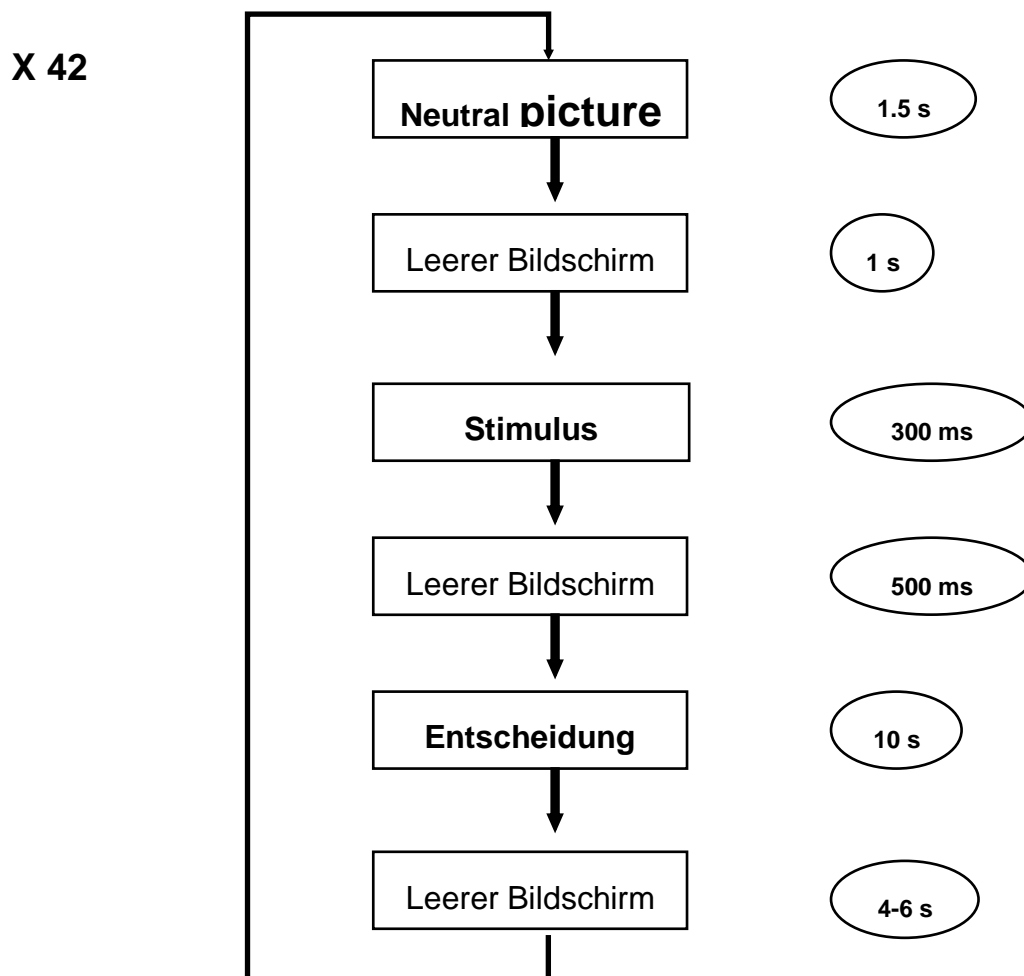 X 42
Neutral picture
1.5 s
Leerer Bildschirm
1 s
Stimulus
300 ms
Leerer Bildschirm
500 ms
Entscheidung
10 s
Leerer Bildschirm
4-6 s